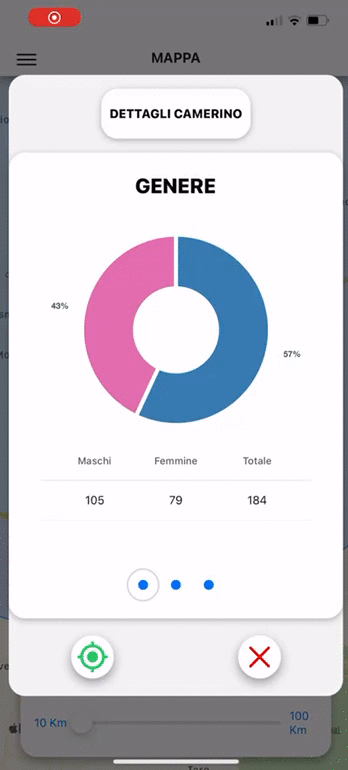 MAPPA
DETTAGLI CAMERINO
GENERE
43%
57%
Maschi Femmine Totale
105 79 184
10 Km
100
Km